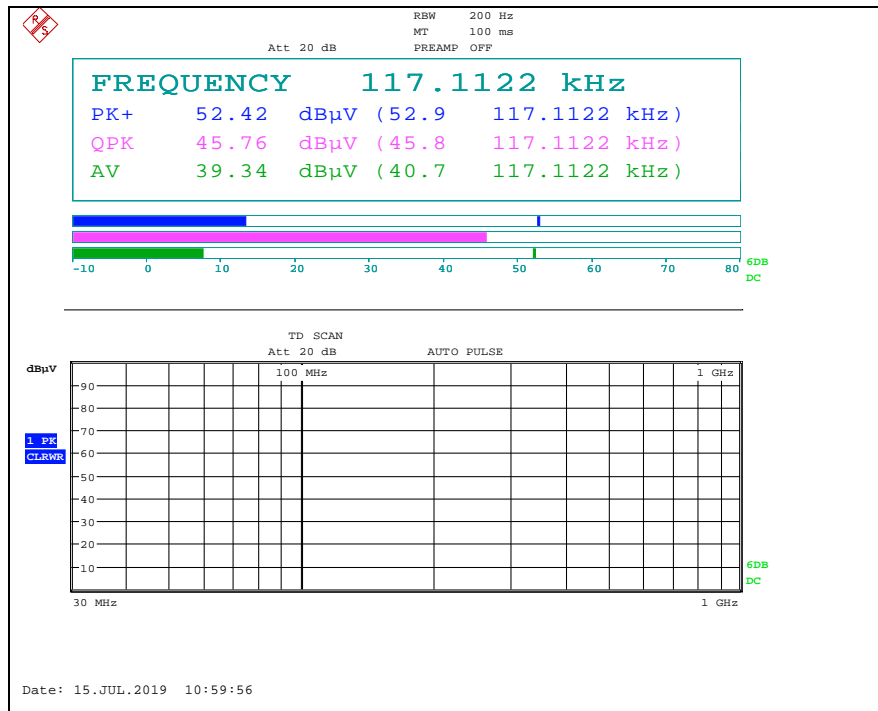 R S
RBW 200 Hz
MT 100 ms
Att 20 dB PREAMP OFF
FREQUENCY 117.1122 kHz
PK+ 52.42 dBµV (52.9 117.1122 kHz)
QPK 45.76 dBµV (45.8 117.1122 kHz)
AV 39.34 dBµV (40.7 117.1122 kHz)
-10 0 10 20 30 40 50 60 70 80
6DB
DC
TD SCAN
Att 20 dB AUTO PULSE
dBµV
100 MHz 1 GHz
90
80
70
1 PK
CLRWR
60
50
40
30
20
10
6DB
DC
30 MHz 1 GHz
Date: 15.JUL.2019 10:59:56